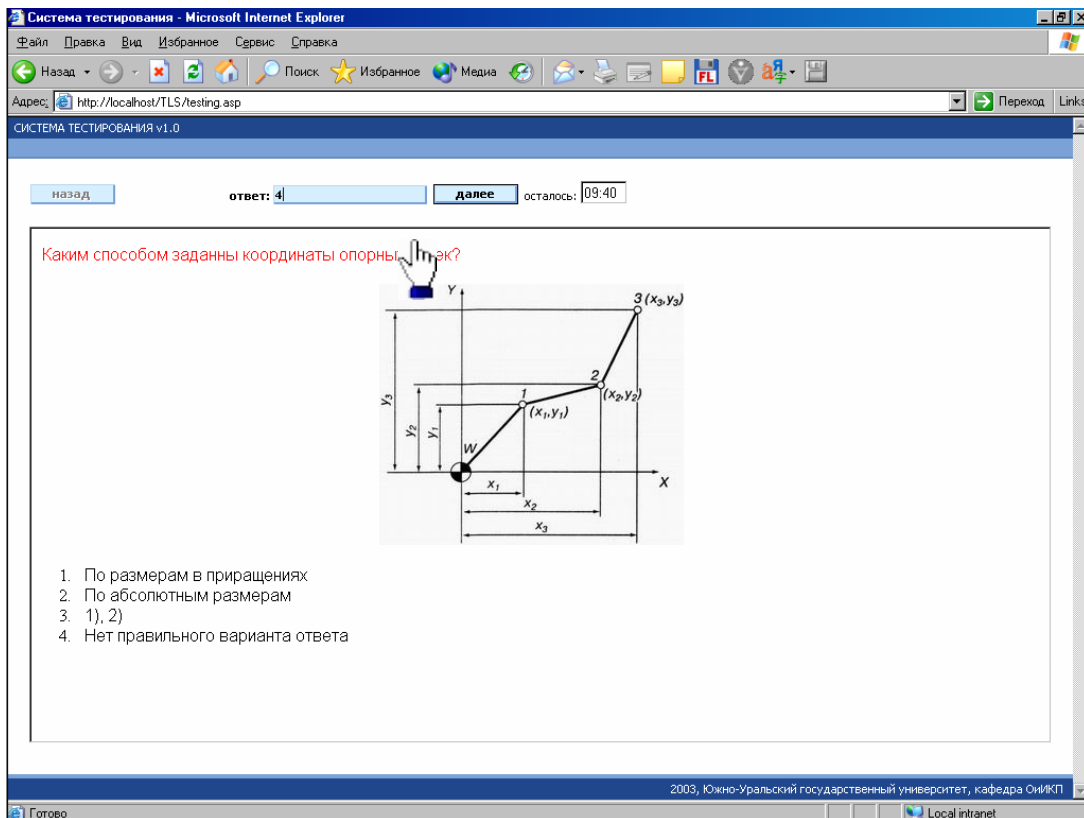 Система тестирования - Microsoft Internet Explorer
Файл Правка Вид Избранное Сервис Справка
Назад Поиск Избранное Медиа FL
Адрес: http://localhost/TLS/testing.asp Переход Links
СИСТЕМА ТЕСТИРОВАНИЯ v1.0
назад ответ: 4 далее осталось: 09:40
Каким способом заданны координаты опорны ек?
Y
3 (x₃,y₃)
2
(x₂,y₂)
1
(x₁,y₁)
y₃
y₂
y₁
W
X
x₁
x₂
x₃
1. По размерам в приращениях
2. По абсолютным размерам
3. 1), 2)
4. Нет правильного варианта ответа
2003, Южно-Уральский государственный университет, кафедра ОиИКП
Готово Local intranet